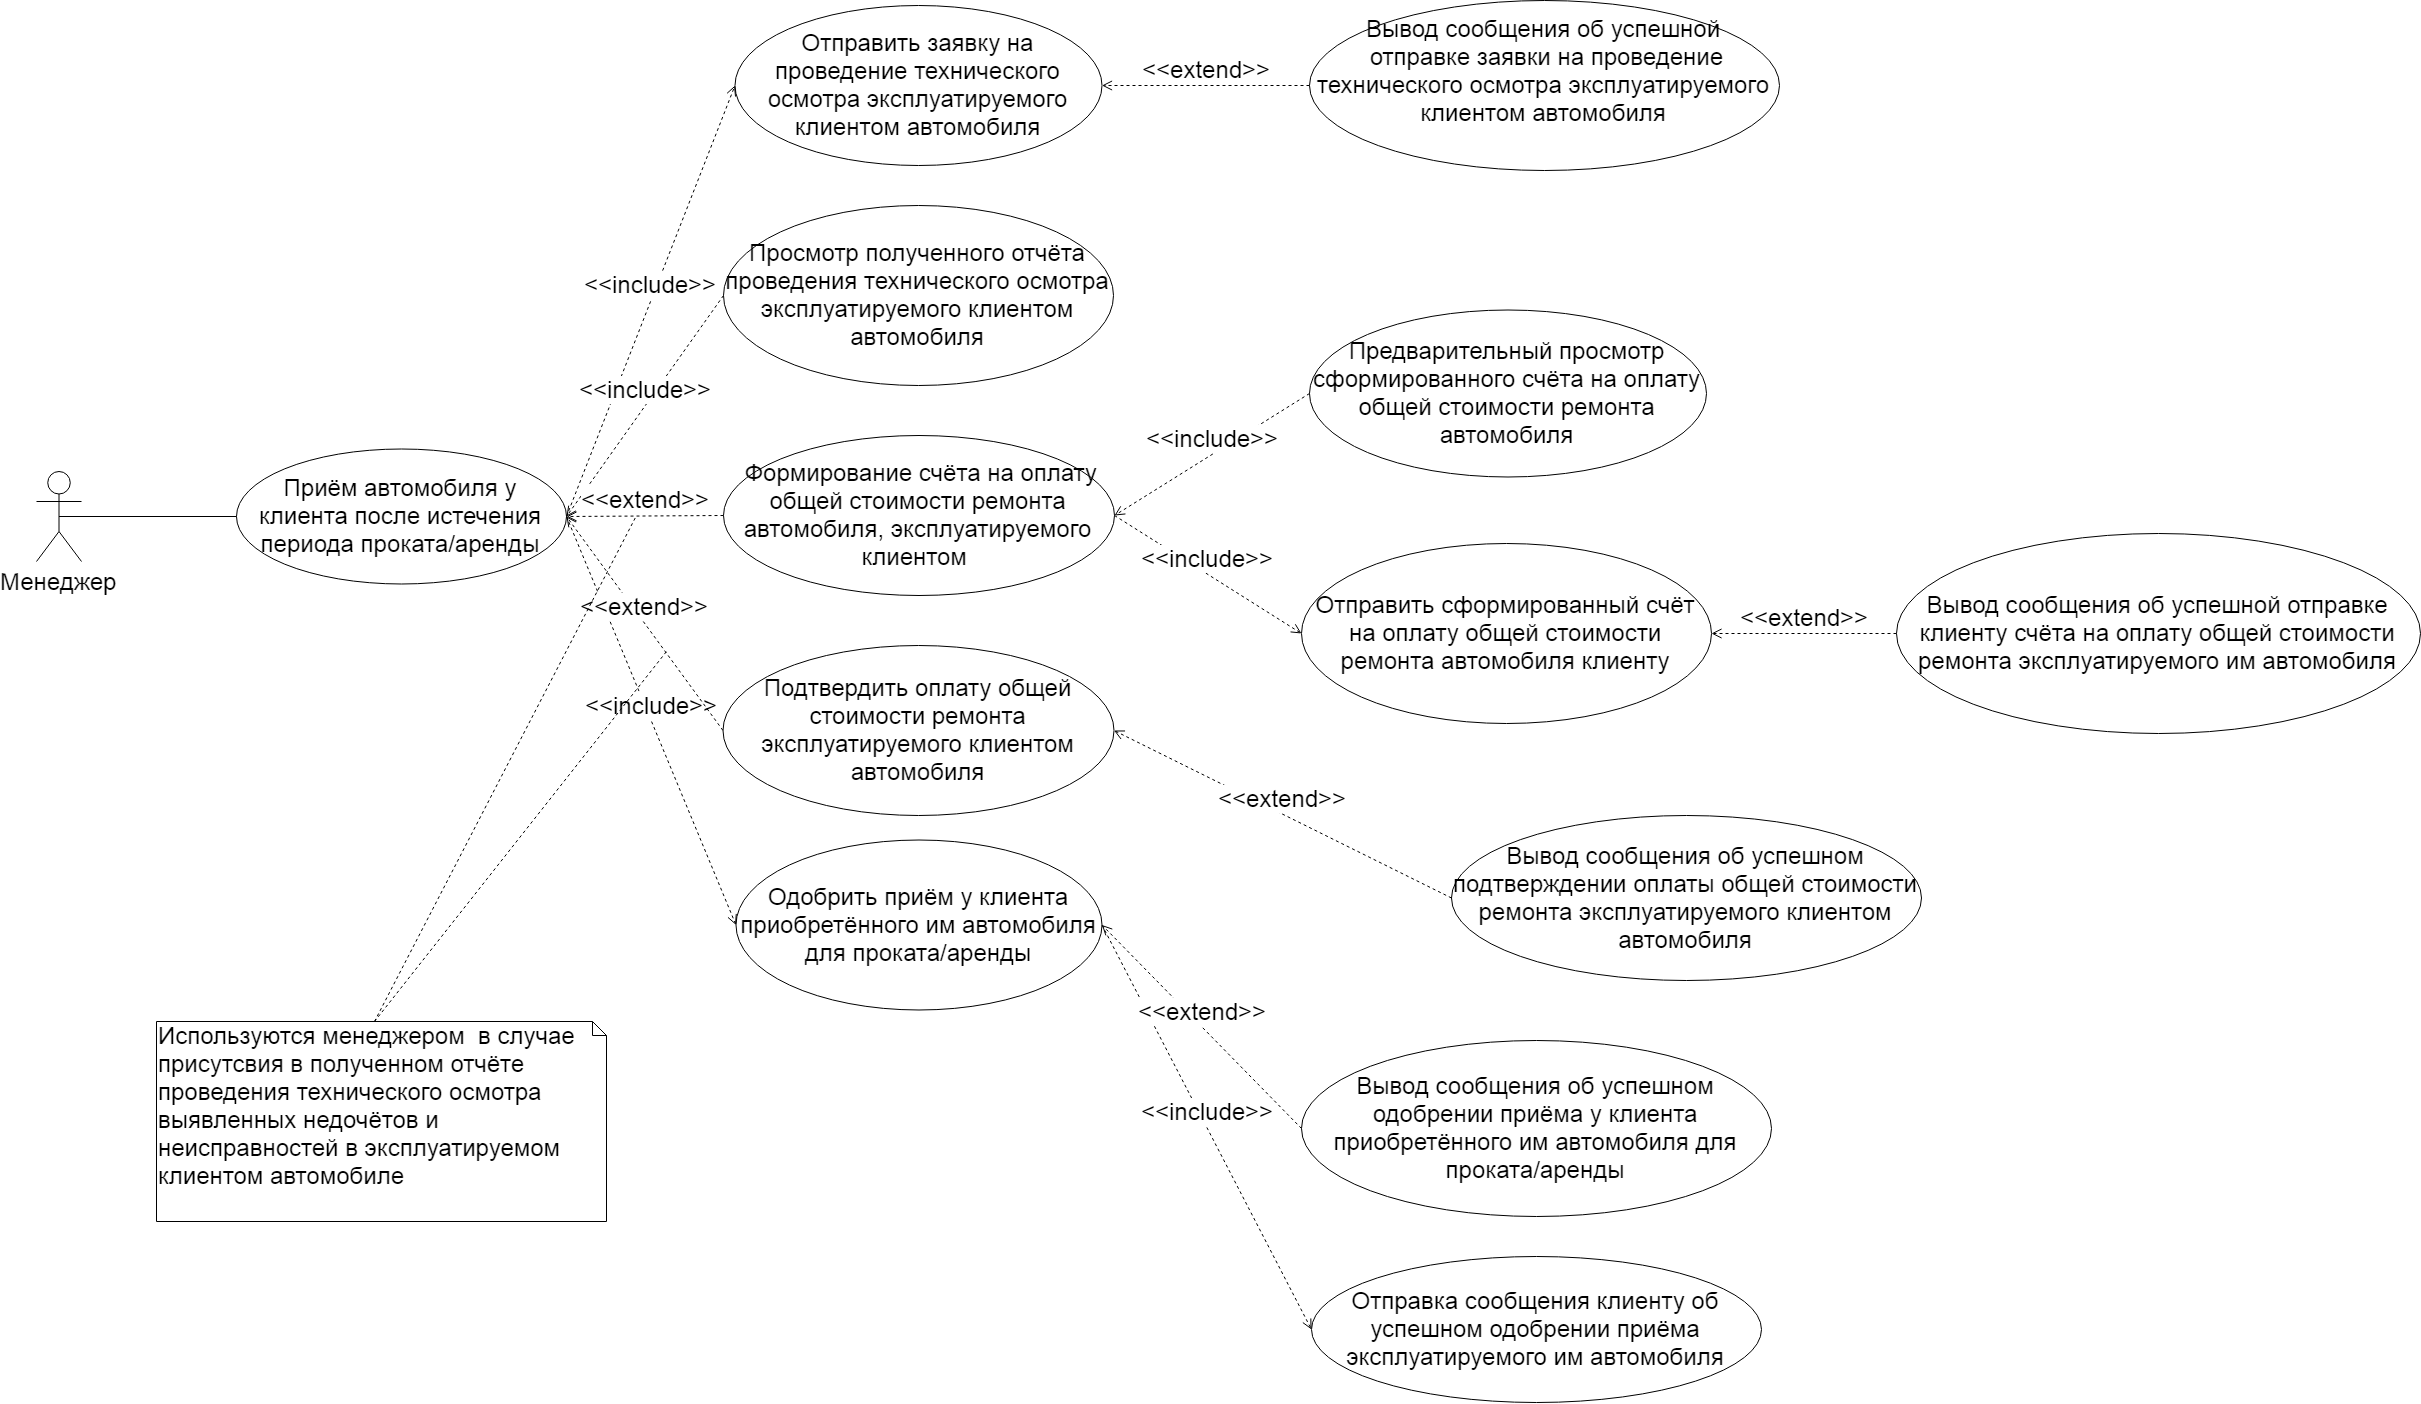 Отправить заявку на
проведение технического
осмотра эксплуатируемого
клиентом автомобиля
<<extend>>
Вывод сообщения об успешной
отправке заявки на проведение
технического осмотра эксплуатируемого
клиентом автомобиля
<<include>>
Просмотр полученного отчёта
проведения технического осмотра
эксплуатируемого клиентом
автомобиля
<<include>>
Предварительный просмотр
сформированного счёта на оплату
общей стоимости ремонта
автомобиля
<<include>>
Менеджер
Приём автомобиля у
клиента после истечения
периода проката/аренды
<<extend>>
Формирование счёта на оплату
общей стоимости ремонта
автомобиля, эксплуатируемого
клиентом
<<include>>
Отправить сформированный счёт
на оплату общей стоимости
ремонта автомобиля клиенту
<<extend>>
Вывод сообщения об успешной отправке
клиенту счёта на оплату общей стоимости
ремонта эксплуатируемого им автомобиля
<<extend>>
<<include>>
Подтвердить оплату общей
стоимости ремонта
эксплуатируемого клиентом
автомобиля
<<extend>>
Вывод сообщения об успешном
подтверждении оплаты общей стоимости
ремонта эксплуатируемого клиентом
автомобиля
Одобрить приём у клиента
приобретённого им автомобиля
для проката/аренды
<<extend>>
<<include>>
Вывод сообщения об успешном
одобрении приёма у клиента
приобретённого им автомобиля для
проката/аренды
Используются менеджером  в случае
присутсвия в полученном отчёте
проведения технического осмотра
выявленных недочётов и
неисправностей в эксплуатируемом
клиентом автомобиле
Отправка сообщения клиенту об
успешном одобрении приёма
эксплуатируемого им автомобиля